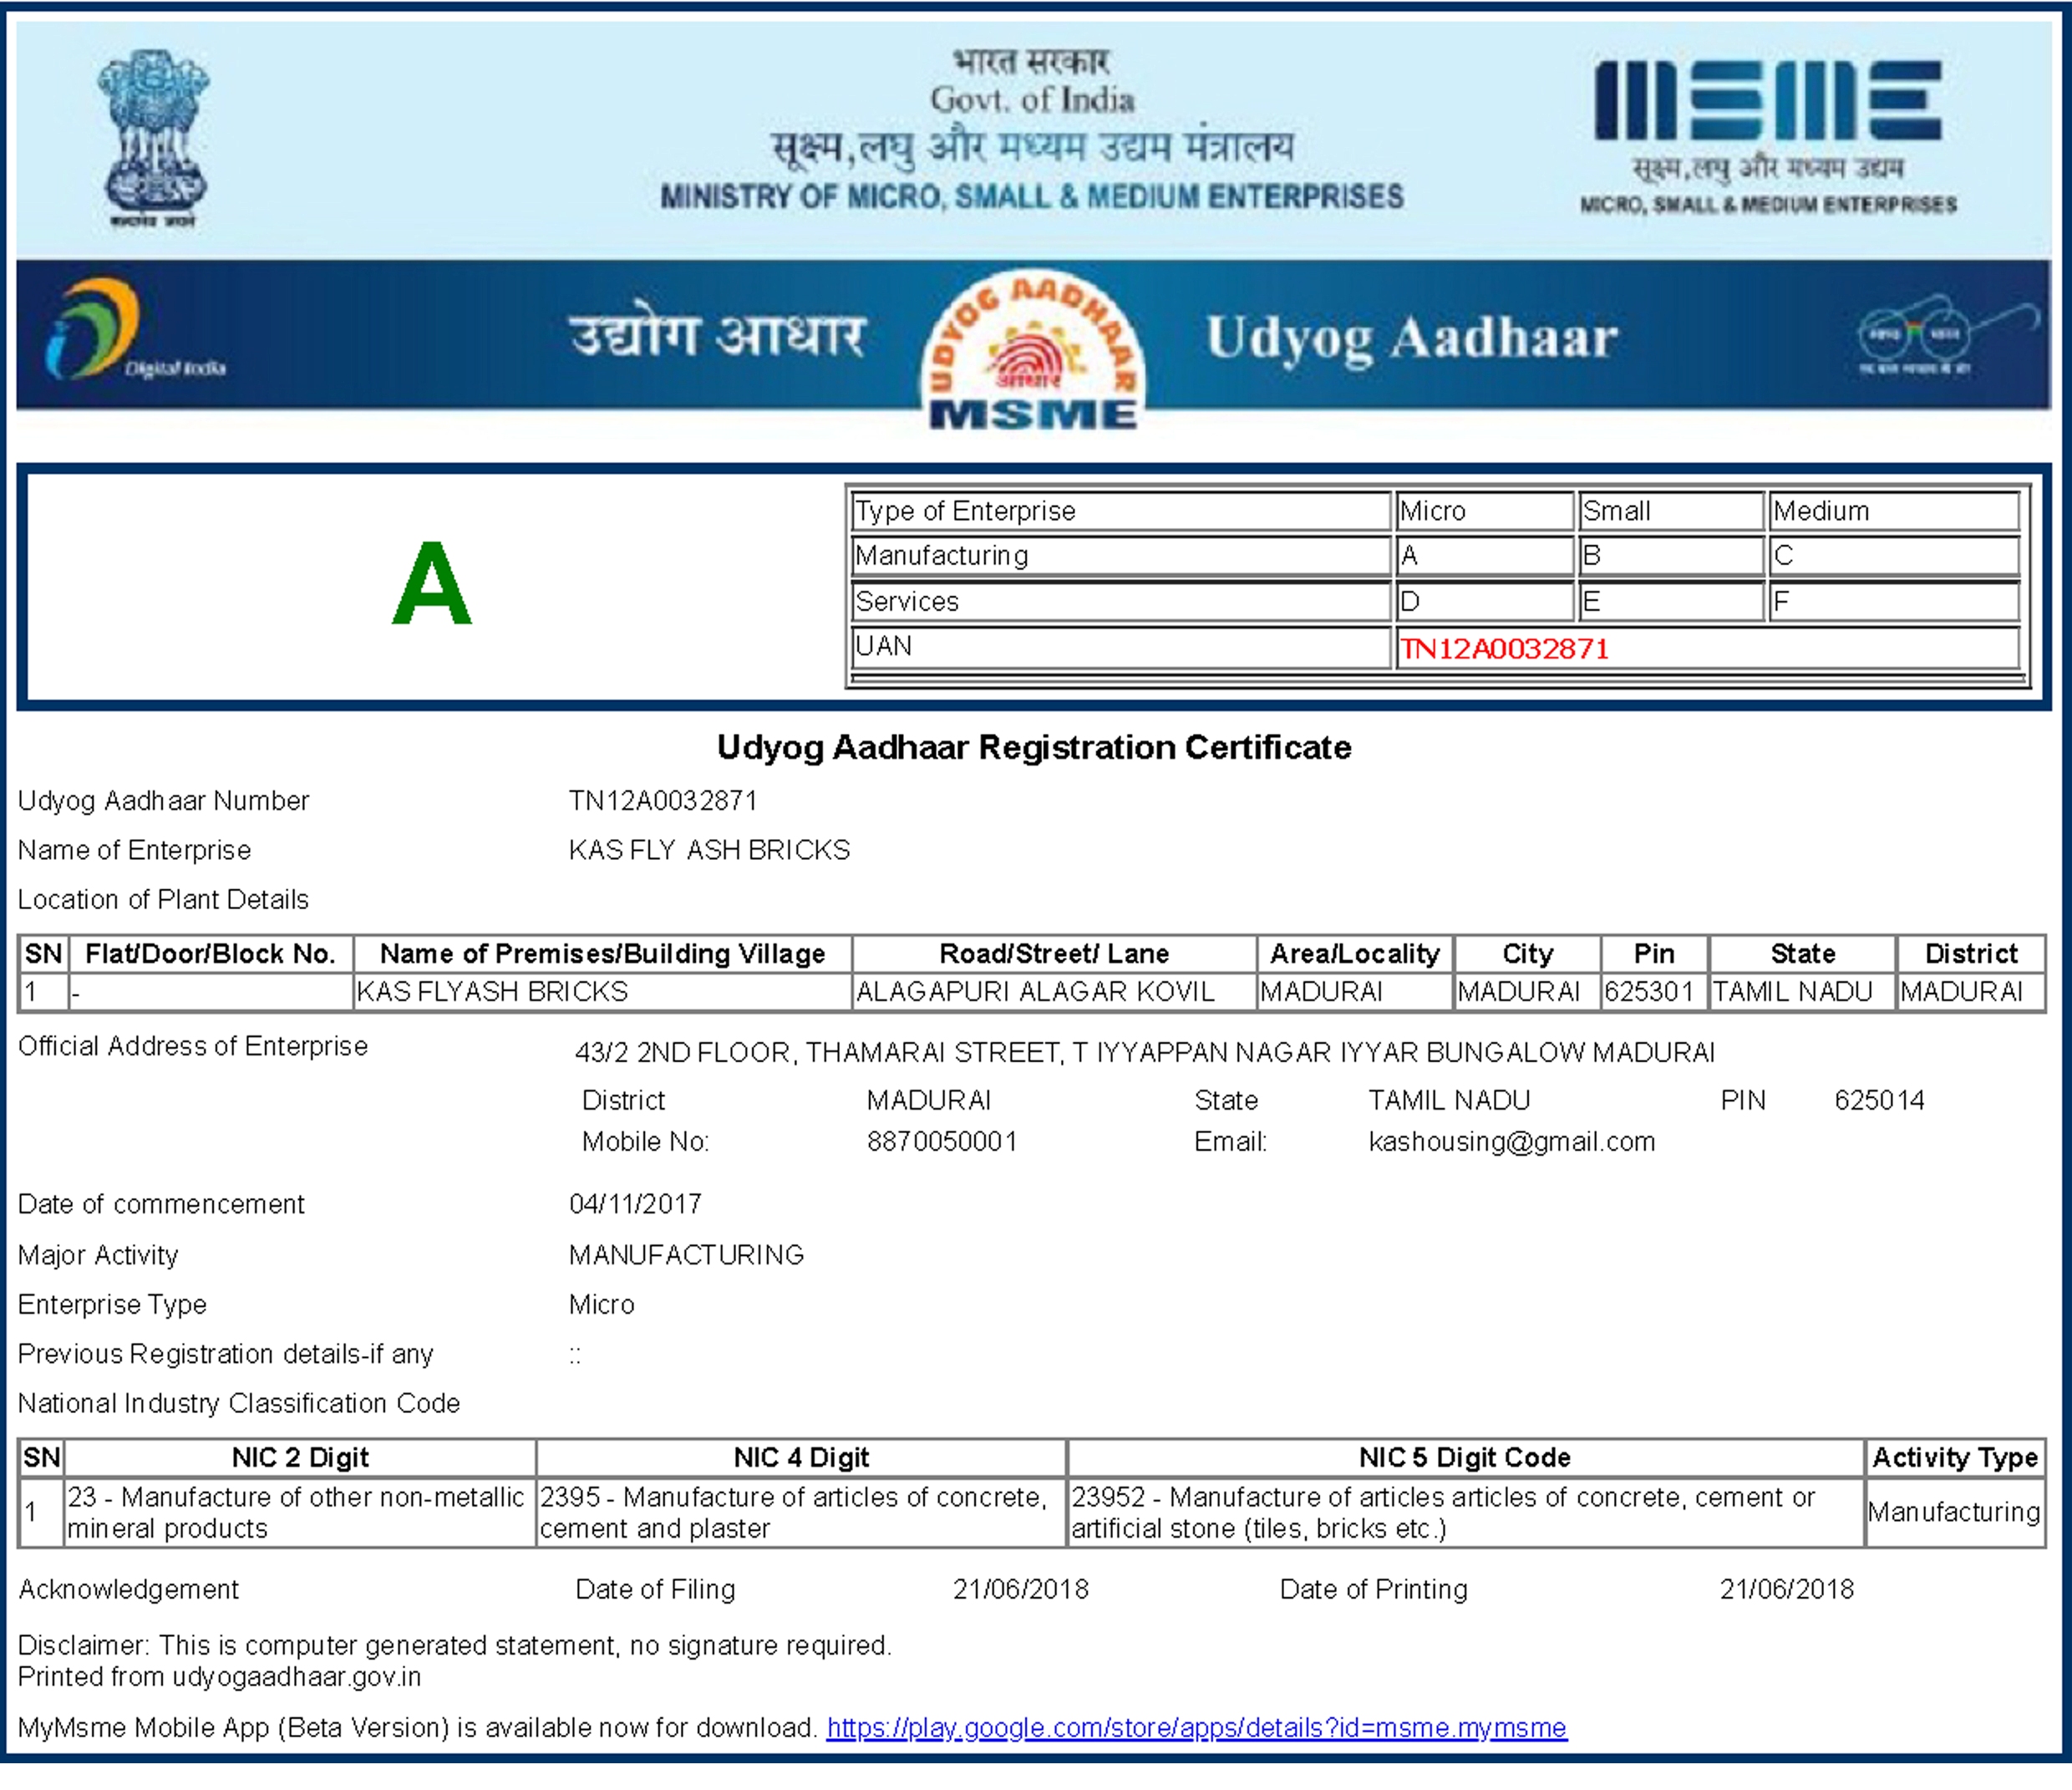 भारत सरकार
Govt. of India
सूक्ष्म,लघु और मध्यम उद्यम मंत्रालय
MINISTRY OF MICRO, SMALL & MEDIUM ENTERPRISES
सत्यमेव जयते
MSME
सूक्ष्म,लघु और मध्यम उद्यम
MICRO, SMALL & MEDIUM ENTERPRISES
Digital India
उद्योग आधार
UDYOG AADHAAR
आधार
MSME
Udyog Aadhaar
A
Type of Enterprise Micro Small Medium
Manufacturing A B C
Services D E F
UAN TN12A0032871
Udyog Aadhaar Registration Certificate
Udyog Aadhaar Number TN12A0032871
Name of Enterprise KAS FLY ASH BRICKS
Location of Plant Details
SN Flat/Door/Block No. Name of Premises/Building Village Road/Street/ Lane Area/Locality City Pin State District
1 - KAS FLYASH BRICKS ALAGAPURI ALAGAR KOVIL MADURAI MADURAI 625301 TAMIL NADU MADURAI
Official Address of Enterprise 43/2 2ND FLOOR, THAMARAI STREET, T IYYAPPAN NAGAR IYYAR BUNGALOW MADURAI
District MADURAI State TAMIL NADU PIN 625014
Mobile No: 8870050001 Email: kashousing@gmail.com
Date of commencement 04/11/2017
Major Activity MANUFACTURING
Enterprise Type Micro
Previous Registration details-if any ::
National Industry Classification Code
SN NIC 2 Digit NIC 4 Digit NIC 5 Digit Code Activity Type
1 23 - Manufacture of other non-metallic mineral products 2395 - Manufacture of articles of concrete, cement and plaster 23952 - Manufacture of articles articles of concrete, cement or artificial stone (tiles, bricks etc.) Manufacturing
Acknowledgement Date of Filing 21/06/2018 Date of Printing 21/06/2018
Disclaimer: This is computer generated statement, no signature required.
Printed from udyogaadhaar.gov.in
MyMsme Mobile App (Beta Version) is available now for download. https://play.google.com/store/apps/details?id=msme.mymsme